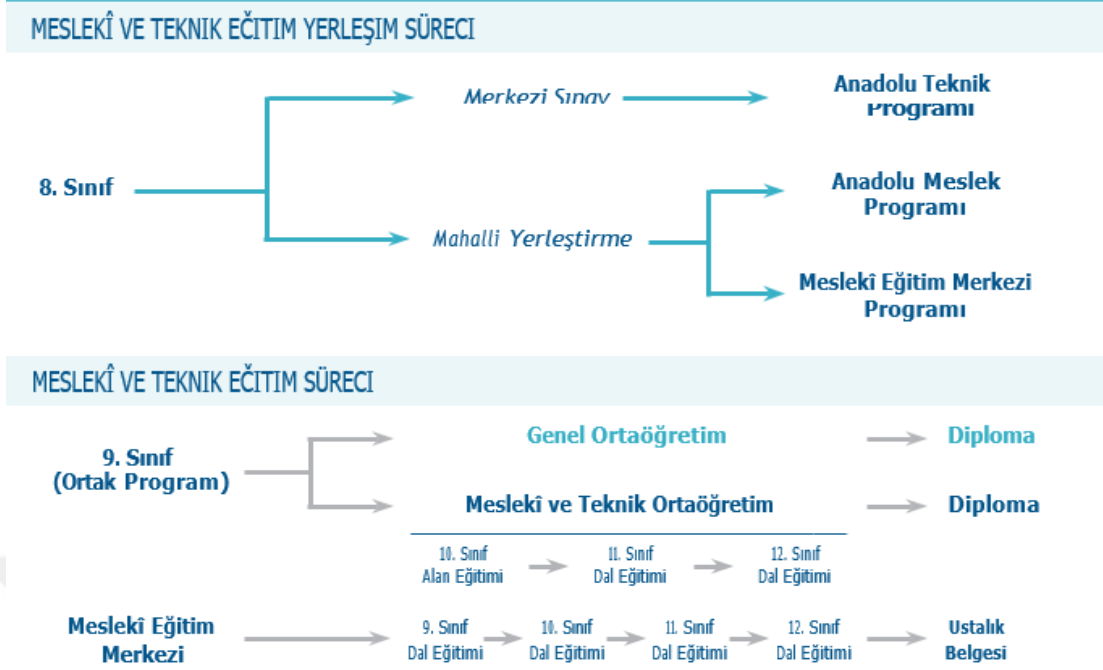 MESLEKÎ VE TEKNIK EČITIM YERLEŞIM SÜRECI
Merkezi Sınav
Anadolu Teknik
Programı
8. Sınıf
Anadolu Meslek
Programı
Mahalli Yerleştirme
Meslekî Eğitim Merkezi
Programı
MESLEKÎ VE TEKNIK EČITIM SÜRECI
Genel Ortaöğretim
Diploma
9. Sınıf
(Ortak Program)
Meslekî ve Teknik Ortaöğretim
Diploma
10. Sınıf
Alan Eğitimi
11. Sınıf
Dal Eğitimi
12. Sınıf
Dal Eğitimi
Meslekî Eğitim
Merkezi
9. Sınıf
Dal Eğitimi
10. Sınıf
Dal Eğitimi
11. Sınıf
Dal Eğitimi
12. Sınıf
Dal Eğitimi
Ustalık
Belgesi